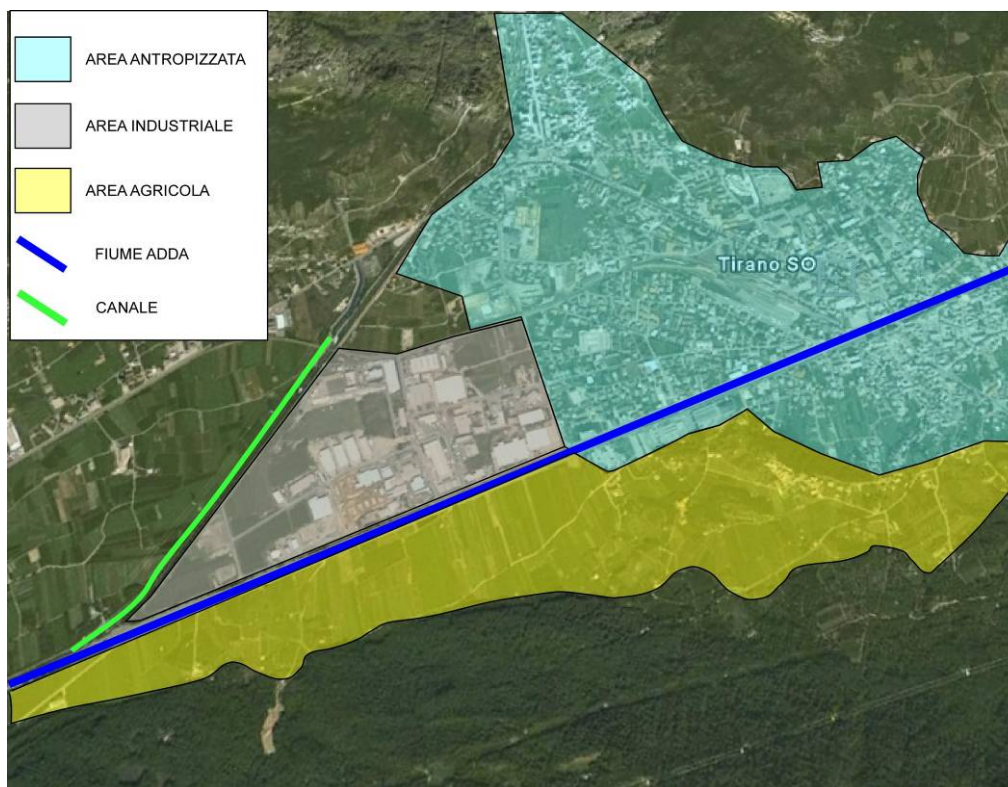 AREA ANTROPIZZATA
AREA INDUSTRIALE
AREA AGRICOLA
FIUME ADDA
CANALE
Tirano SO